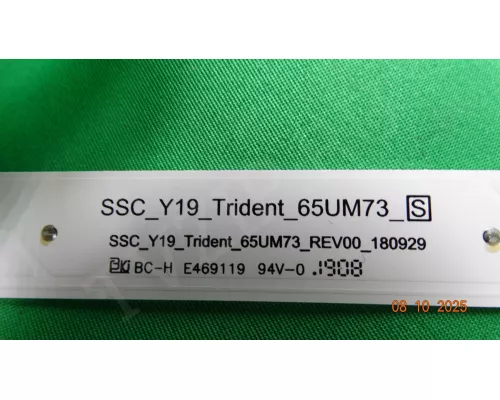 SSC_Y19_Trident_65UM73_S
SSC_Y19_Trident_65UM73_REV00_180929
BC-H E469119 94V-0 .1908
08 10 2025